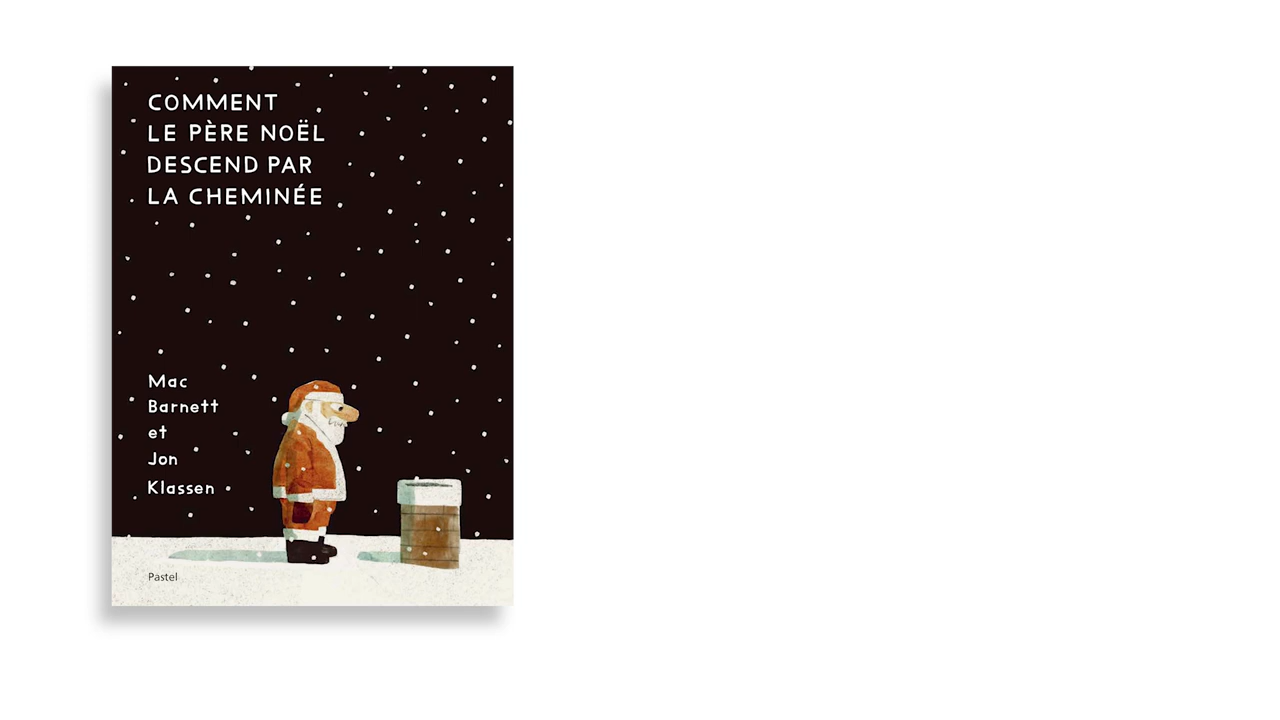 COMMENT
LE PÈRE NOËL
DESCEND PAR
LA CHEMINÉE
Mac
Barnett
et
Jon
Klassen
Pastel